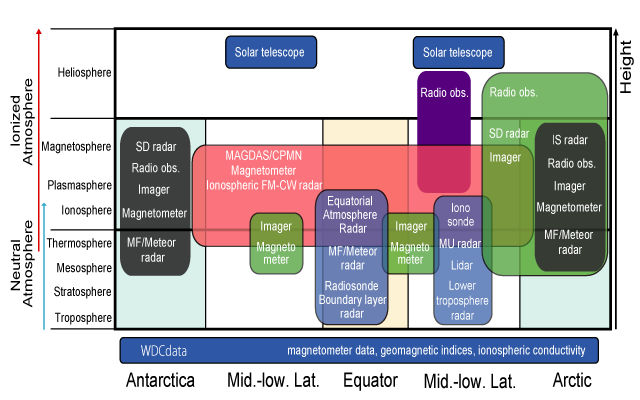 Solar telescope
Solar telescope
Heliosphere
Magnetosphere
Plasmasphere
Ionosphere
Thermosphere
Mesosphere
Stratosphere
Troposphere
Ionized
Atmosphere
Neutral
Atmosphere
Height
SD radar
Radio obs.
Imager
Magnetometer
MF/Meteor
radar
MAGDAS/CPMN
Magnetometer
Ionospheric FM-CW radar
Imager
Magneto
meter
Equatorial
Atmosphere
Radar
MF/Meteor
radar
Radiosonde
Boundary layer
radar
Imager
Magneto
meter
Radio obs.
Iono
sonde
MU radar
Lidar
Lower
troposphere
radar
Radio obs.
SD radar
Imager
IS radar
Radio obs.
Imager
Magnetometer
MF/Meteor
radar
WDCdata
magnetometer data, geomagnetic indices, ionospheric conductivity
Antarctica
Mid.-low. Lat.
Equator
Mid.-low. Lat.
Arctic